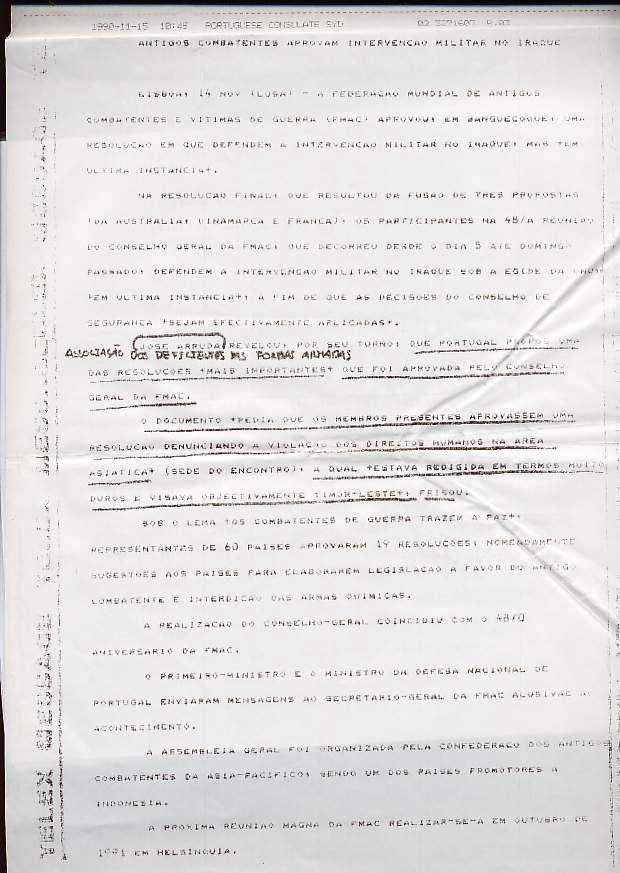 1990-11-15 10:45 PORTUGUESE CONSULATE SYD 02 3271603 P.03
ANTIGOS COMBATENTES APROVAM INTERVENCAO MILITAR NO IRAQUE
LISBOA, 14 NOV (LUSA) - A FEDERACAO MUNDIAL DE ANTIGOS
COMBATENTES E VITIMAS DE GUERRA (FMAC) APROVOU, EM BANGUECOQUE, UMA
RESOLUCAO EM QUE DEFENDEM A INTERVENCAO MILITAR NO IRAQUE, MAS +EM
ULTIMA INSTANCIA+.
NA RESOLUCAO FINAL, QUE RESULTOU DA FUSAO DE TRES PROPOSTAS
(DA AUSTRALIA, DINAMARCA E FRANCA), OS PARTICIPANTES NA 48/A REUNIAO
DO CONSELHO GERAL DA FMAC, QUE DECORREU DESDE O DIA 5 ATE DOMINGO
PASSADO, DEFENDEM A INTERVENCAO MILITAR NO IRAQUE SOB A EGIDE DA ONU,
+EM ULTIMA INSTANCIA+, A FIM DE QUE AS DECISOES DO CONSELHO DE
SEGURANCA +SEJAM EFECTIVAMENTE APLICADAS+.
JOSE ARRUDA REVELOU, POR SEU TURNO, QUE PORTUGAL PROPOS UMA
ASSOCIAÇÃO DOS DEFICIENTES DAS FORÇAS ARMADAS
DAS RESOLUCOES +MAIS IMPORTANTES+ QUE FOI APROVADA PELO CONSELHO
GERAL DA FMAC.
O DOCUMENTO +PEDIA QUE OS MEMBROS PRESENTES APROVASSEM UMA
RESOLUCAO DENUNCIANDO A VIOLACAO DOS DIREITOS HUMANOS NA AREA
ASIATICA+ (SEDE DO ENCONTRO), A QUAL +ESTAVA REDIGIDA EM TERMOS MUITO
DUROS E VISAVA OBJECTIVAMENTE TIMOR-LESTE+, FRISOU.
SOB O LEMA +OS COMBATENTES DE GUERRA TRAZEM A PAZ+,
REPRESENTANTES DE 60 PAISES APROVARAM 19 RESOLUCOES, NOMEADAMENTE
SUGESTOES AOS PAISES PARA ELABORAREM LEGISLACAO A FAVOR DO ANTIGO
COMBATENTE E INTERDICAO DAS ARMAS QUIMICAS.
A REALIZACAO DO CONSELHO-GERAL COINCIDIU COM O 48/O
ANIVERSARIO DA FMAC.
O PRIMEIRO-MINISTRO E O MINISTRO DA DEFESA NACIONAL DE
PORTUGAL ENVIARAM MENSAGENS AO SECRETARIO-GERAL DA FMAC ALUSIVAS AO
ACONTECIMENTO.
A ASSEMBLEIA GERAL FOI ORGANIZADA PELA CONFEDERACO DOS ANTIGOS
COMBATENTES DA ASIA-PACIFICO, SENDO UM DOS PAISES PROMOTORES A
INDONESIA.
A PROXIMA REUNIAO MAGNA DA FMAC REALIZAR-SE-A EM OUTUBRO DE
1991 EM HELSINQUIA.